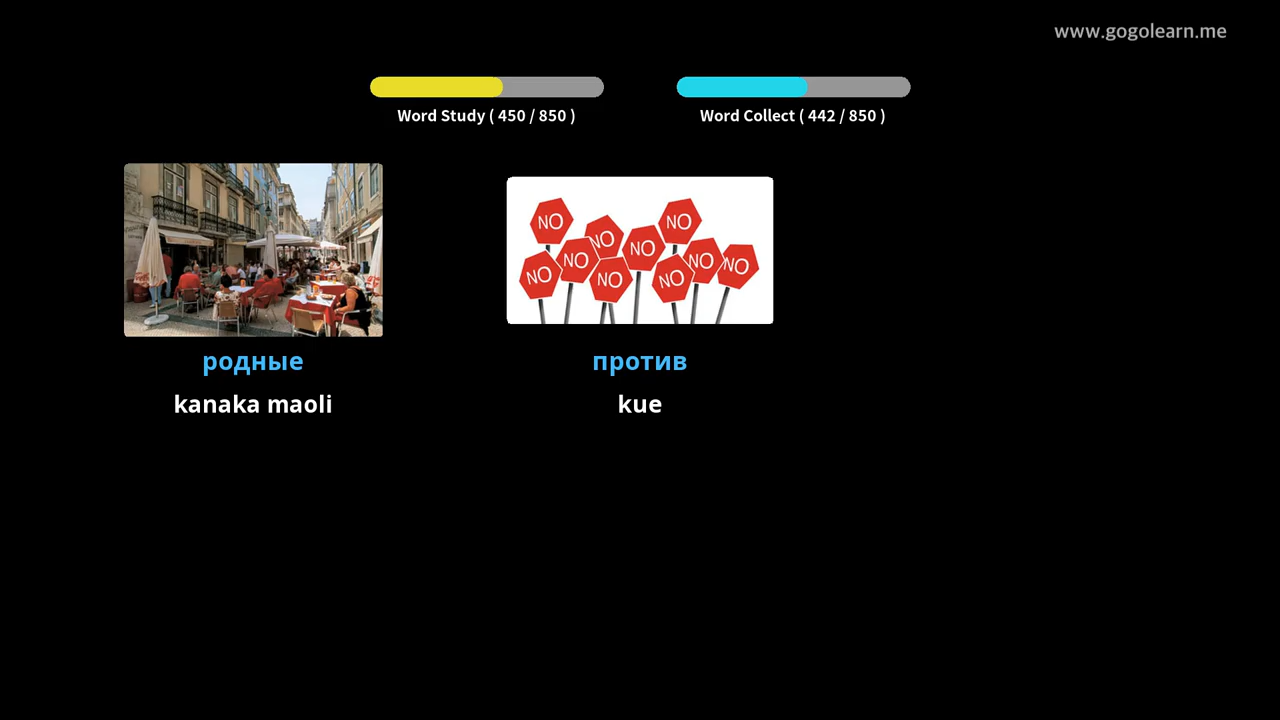 www.gogolearn.me
Word Study ( 450 / 850 )
Word Collect ( 442 / 850 )
NO
NO
NO
NO
NO
NO
NO
NO
NO
NO
родные
против
kanaka maoli
kue